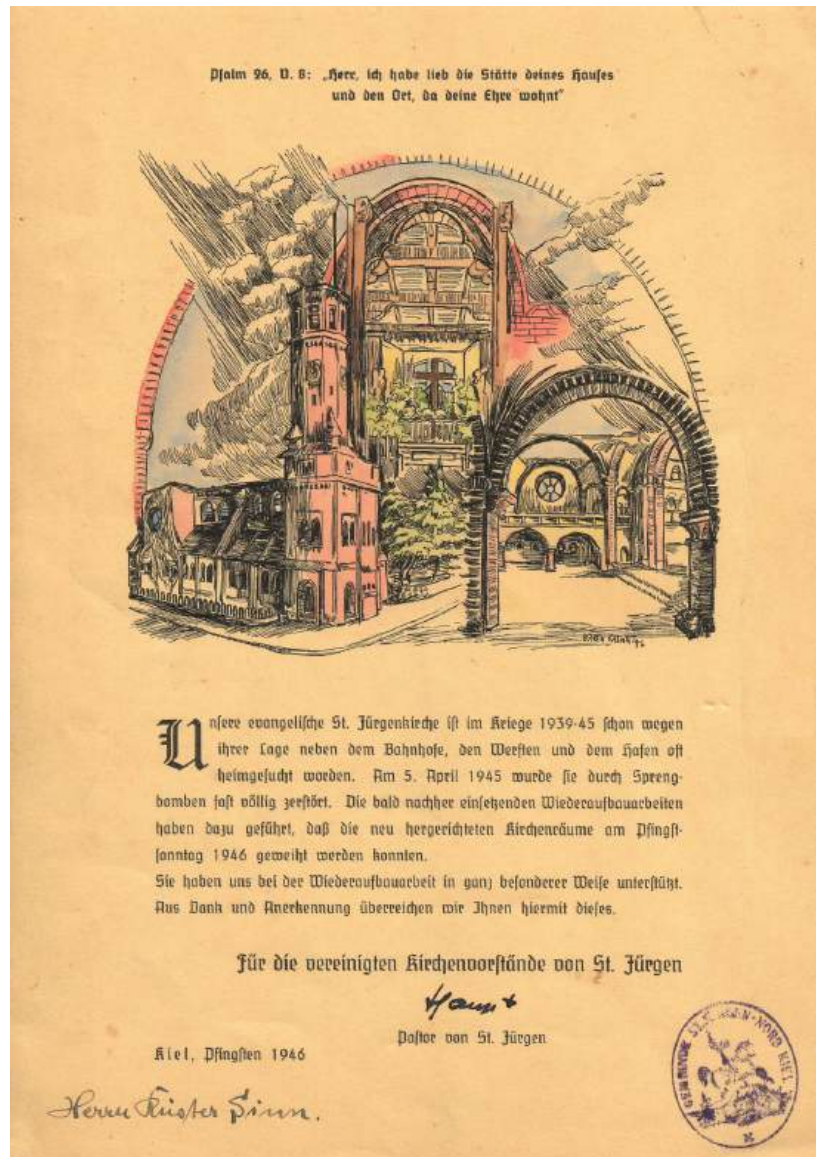 Psalm 26, V. 8: „Herr, ich habe lieb die Stätte deines Hauses
und den Ort, da deine Ehre wohnt"
Unsere evangelische St. Jürgenkirche ist im Kriege 1939-45 schon wegen
ihrer Lage neben dem Bahnhofe, den Werften und dem Hafen oft
heimgesucht worden. Am 5. April 1945 wurde sie durch Spreng-
bomben fast völlig zerstört. Die bald nachher einsetzenden Wiederaufbauarbeiten
haben dazu geführt, daß die neu hergerichteten Kirchenräume am Pfingst-
sonntag 1946 geweiht werden konnten.
Sie haben uns bei der Wiederaufbauarbeit in ganz besonderer Weise unterstützt.
Aus Dank und Anerkennung überreichen wir Ihnen hiermit dieses.
Für die vereinigten Kirchenvorstände von St. Jürgen
Pastor von St. Jürgen
Kiel, Pfingsten 1946
Herrn Küster Sinn.
GEMEINDE ST. JÜRGEN-NORD KIEL